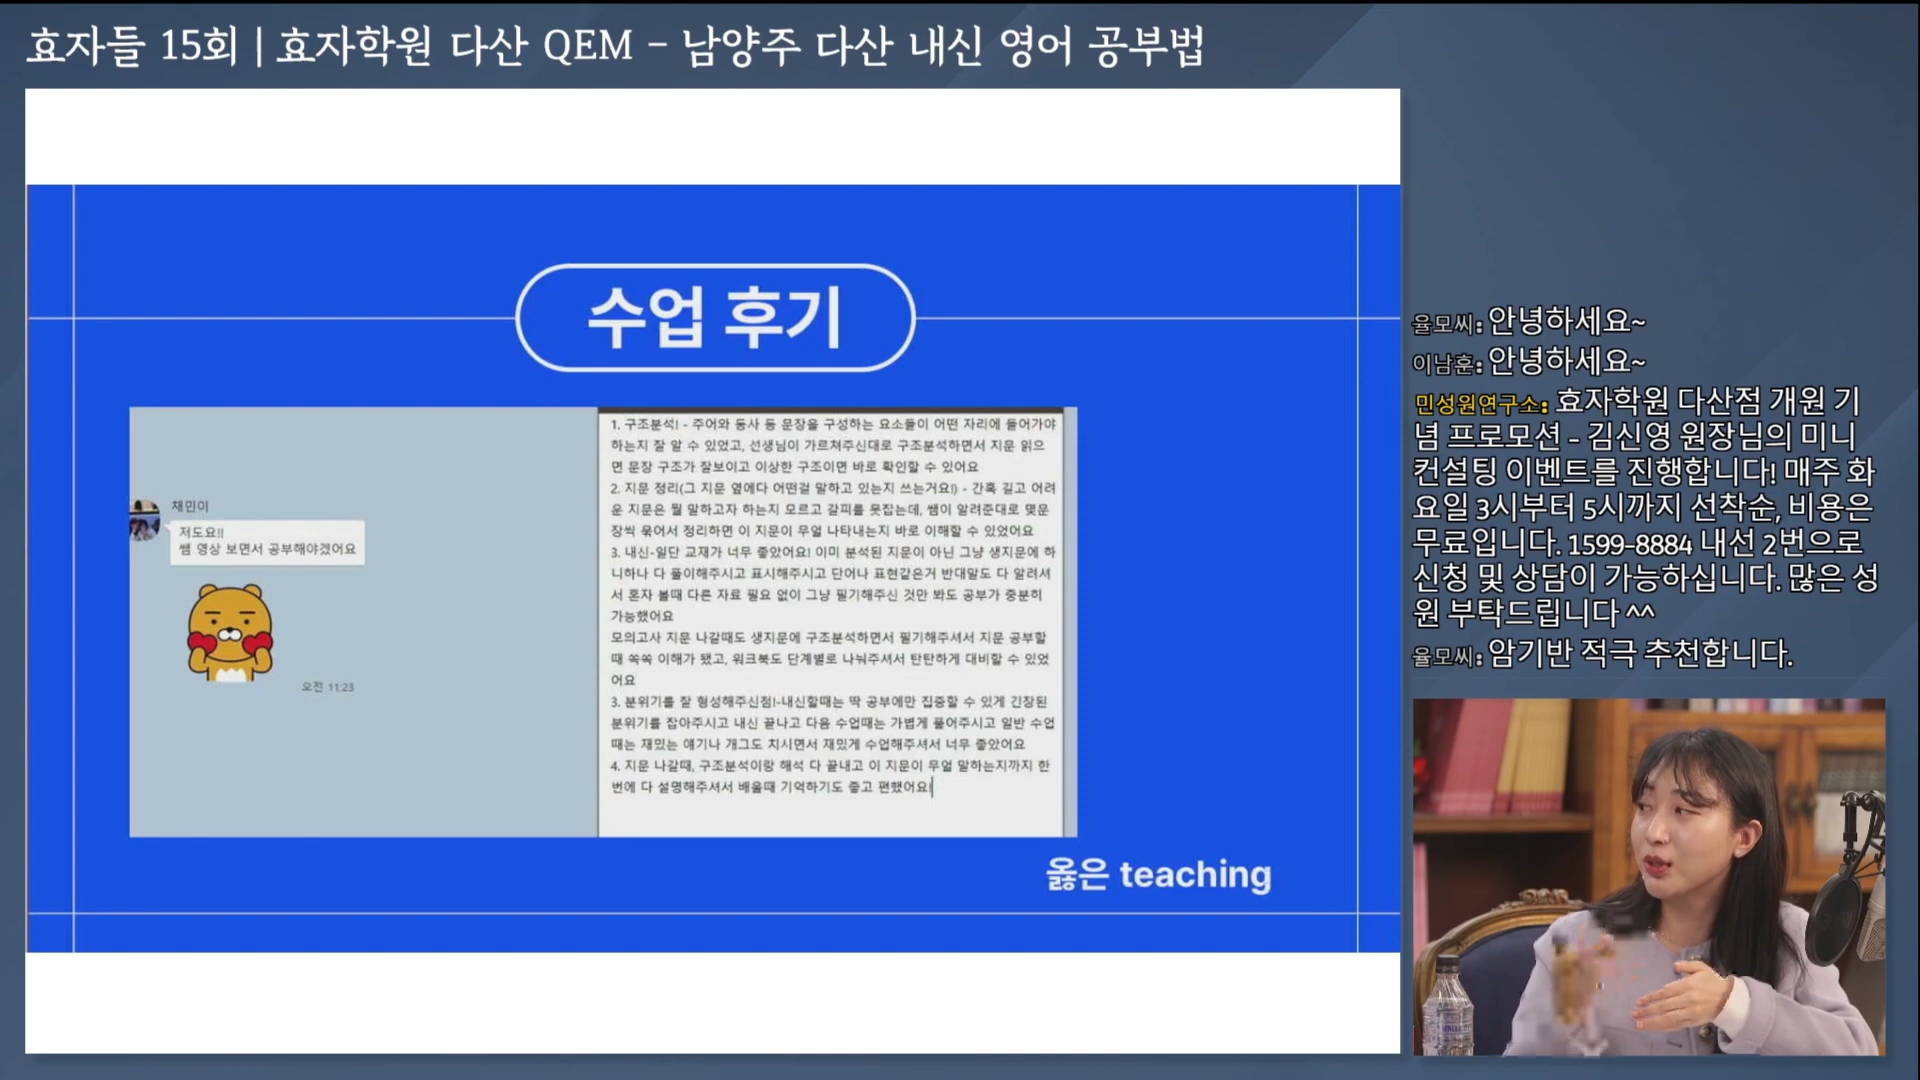 효자들 15회 | 효자학원 다산 QEM - 남양주 다산 내신 영어 공부법
수업 후기
채민이
저도요!!
쌤 영상 보면서 공부해야겠어요
오전 11:23
1. 구조분석! - 주어와 동사 등 문장을 구성하는 요소들이 어떤 자리에 들어가야
하는지 잘 알 수 있었고, 선생님이 가르쳐주신대로 구조분석하면서 지문 읽으
면 문장 구조가 잘보이고 이상한 구조이면 바로 확인할 수 있어요
2. 지문 정리(그 지문 옆에다 어떤걸 말하고 있는지 쓰는거요!) - 간혹 길고 어려
운 지문은 뭘 말하고자 하는지 모르고 갈피를 못잡는데, 쌤이 알려준대로 몇문
장씩 묶어서 정리하면 이 지문이 무얼 나타내는지 바로 이해할 수 있었어요
3. 내신-일단 교재가 너무 좋았어요! 이미 분석된 지문이 아닌 그냥 생지문에 하
니하나 다 풀이해주시고 표시해주시고 단어나 표현같은거 반대말도 다 알려셔
서 혼자 볼때 다른 자료 필요 없이 그냥 필기해주신 것만 봐도 공부가 충분히
가능했어요
모의고사 지문 나갈때도 생지문에 구조분석하면서 필기해주셔서 지문 공부할
때 쏙쏙 이해가 됐고, 워크북도 단계별로 나눠주셔서 탄탄하게 대비할 수 있었
어요
3. 분위기를 잘 형성해주신점!-내신할때는 딱 공부에만 집중할 수 있게 긴장된
분위기를 잡아주시고 내신 끝나고 다음 수업때는 가볍게 풀어주시고 일반 수업
때는 재밌는 얘기나 개그도 치시면서 재밌게 수업해주셔서 너무 좋았어요
4. 지문 나갈때, 구조분석이랑 해석 다 끝내고 이 지문이 무얼 말하는지까지 한
번에 다 설명해주셔서 배울때 기억하기도 좋고 편했어요!
옳은 teaching
율모씨: 안녕하세요~
이남훈: 안녕하세요~
민성원연구소: 효자학원 다산점 개원 기
념 프로모션 - 김신영 원장님의 미니
컨설팅 이벤트를 진행합니다! 매주 화
요일 3시부터 5시까지 선착순, 비용은
무료입니다. 1599-8884 내선 2번으로
신청 및 상담이 가능하십니다. 많은 성
원 부탁드립니다 ^^
율모씨: 암기반 적극 추천합니다.